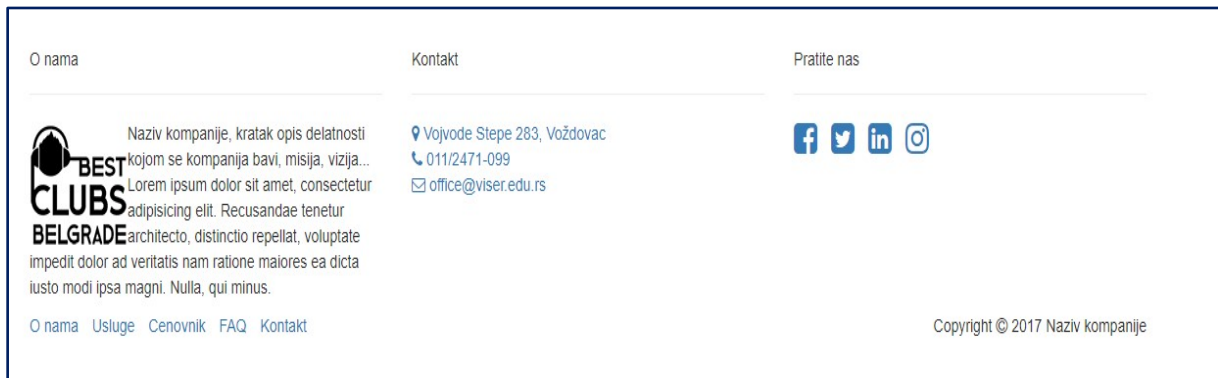 O nama
Naziv kompanije, kratak opis delatnosti
kojom se kompanija bavi, misija, vizija...
Lorem ipsum dolor sit amet, consectetur
adipisicing elit. Recusandae tenetur
architecto, distinctio repellat, voluptate
impedit dolor ad veritatis nam ratione maiores ea dicta
iusto modi ipsa magni. Nulla, qui minus.
BEST
CLUBS
BELGRADE
Kontakt
Vojvode Stepe 283, Voždovac
011/2471-099
office@viser.edu.rs
Pratite nas
O nama Usluge Cenovnik FAQ Kontakt
Copyright © 2017 Naziv kompanije